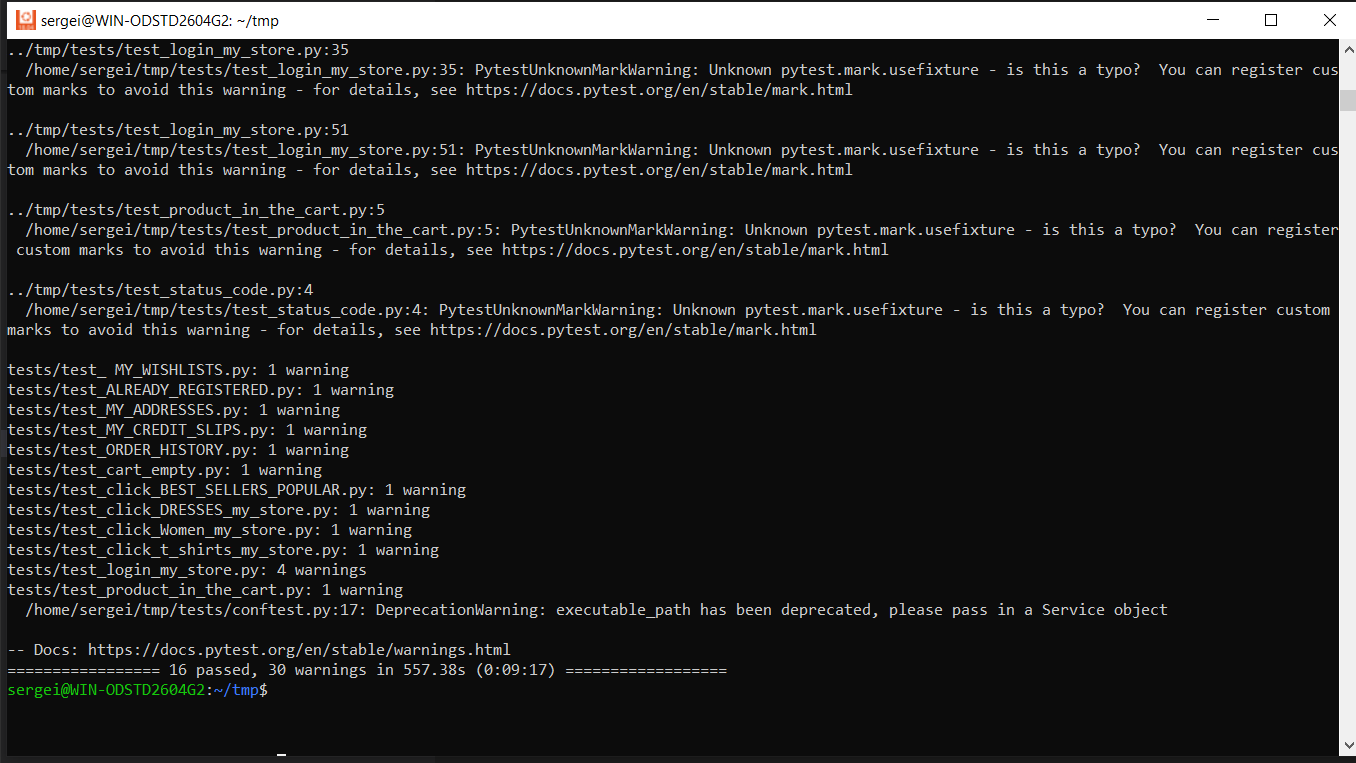 sergei@WIN-ODSTD2604G2: ~/tmp
../tmp/tests/test_login_my_store.py:35
  /home/sergei/tmp/tests/test_login_my_store.py:35: PytestUnknownMarkWarning: Unknown pytest.mark.usefixture - is this a typo?  You can register cus
tom marks to avoid this warning - for details, see https://docs.pytest.org/en/stable/mark.html
../tmp/tests/test_login_my_store.py:51
  /home/sergei/tmp/tests/test_login_my_store.py:51: PytestUnknownMarkWarning: Unknown pytest.mark.usefixture - is this a typo?  You can register cus
tom marks to avoid this warning - for details, see https://docs.pytest.org/en/stable/mark.html
../tmp/tests/test_product_in_the_cart.py:5
  /home/sergei/tmp/tests/test_product_in_the_cart.py:5: PytestUnknownMarkWarning: Unknown pytest.mark.usefixture - is this a typo?  You can register
 custom marks to avoid this warning - for details, see https://docs.pytest.org/en/stable/mark.html
../tmp/tests/test_status_code.py:4
  /home/sergei/tmp/tests/test_status_code.py:4: PytestUnknownMarkWarning: Unknown pytest.mark.usefixture - is this a typo?  You can register custom
marks to avoid this warning - for details, see https://docs.pytest.org/en/stable/mark.html
tests/test_ MY_WISHLISTS.py: 1 warning
tests/test_ALREADY_REGISTERED.py: 1 warning
tests/test_MY_ADDRESSES.py: 1 warning
tests/test_MY_CREDIT_SLIPS.py: 1 warning
tests/test_ORDER_HISTORY.py: 1 warning
tests/test_cart_empty.py: 1 warning
tests/test_click_BEST_SELLERS_POPULAR.py: 1 warning
tests/test_click_DRESSES_my_store.py: 1 warning
tests/test_click_Women_my_store.py: 1 warning
tests/test_click_t_shirts_my_store.py: 1 warning
tests/test_login_my_store.py: 4 warnings
tests/test_product_in_the_cart.py: 1 warning
  /home/sergei/tmp/tests/conftest.py:17: DeprecationWarning: executable_path has been deprecated, please pass in a Service object
-- Docs: https://docs.pytest.org/en/stable/warnings.html
================= 16 passed, 30 warnings in 557.38s (0:09:17) ==================
sergei@WIN-ODSTD2604G2:~/tmp$